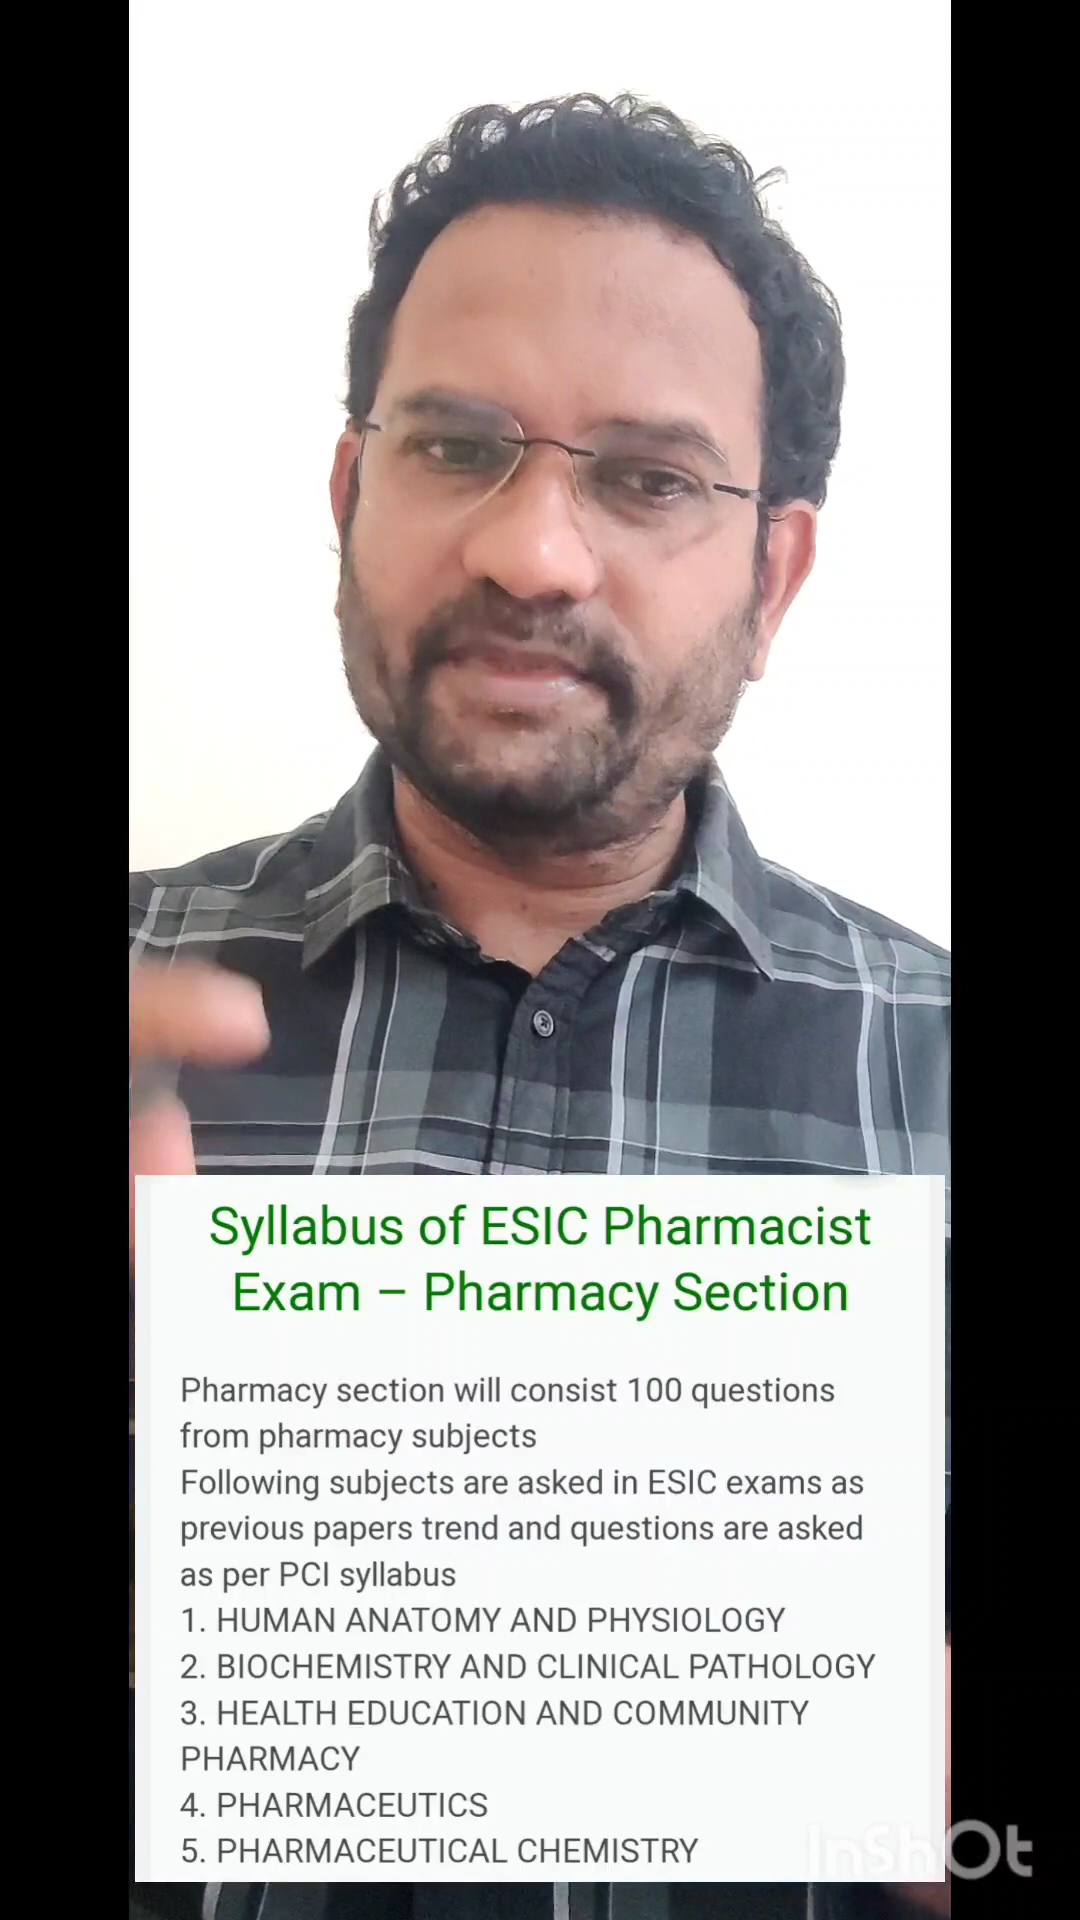 Syllabus of ESIC Pharmacist
Exam – Pharmacy Section
Pharmacy section will consist 100 questions
from pharmacy subjects
Following subjects are asked in ESIC exams as
previous papers trend and questions are asked
as per PCI syllabus
1. HUMAN ANATOMY AND PHYSIOLOGY
2. BIOCHEMISTRY AND CLINICAL PATHOLOGY
3. HEALTH EDUCATION AND COMMUNITY
PHARMACY
4. PHARMACEUTICS
5. PHARMACEUTICAL CHEMISTRY
InShOt